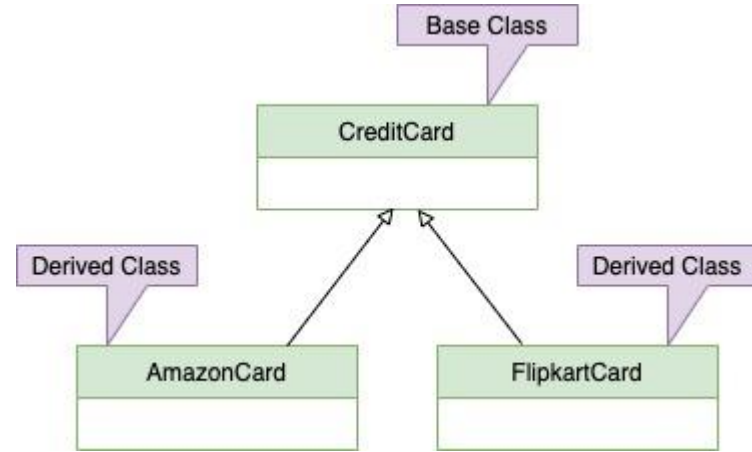 Base Class
CreditCard
Derived Class
Derived Class
AmazonCard
FlipkartCard